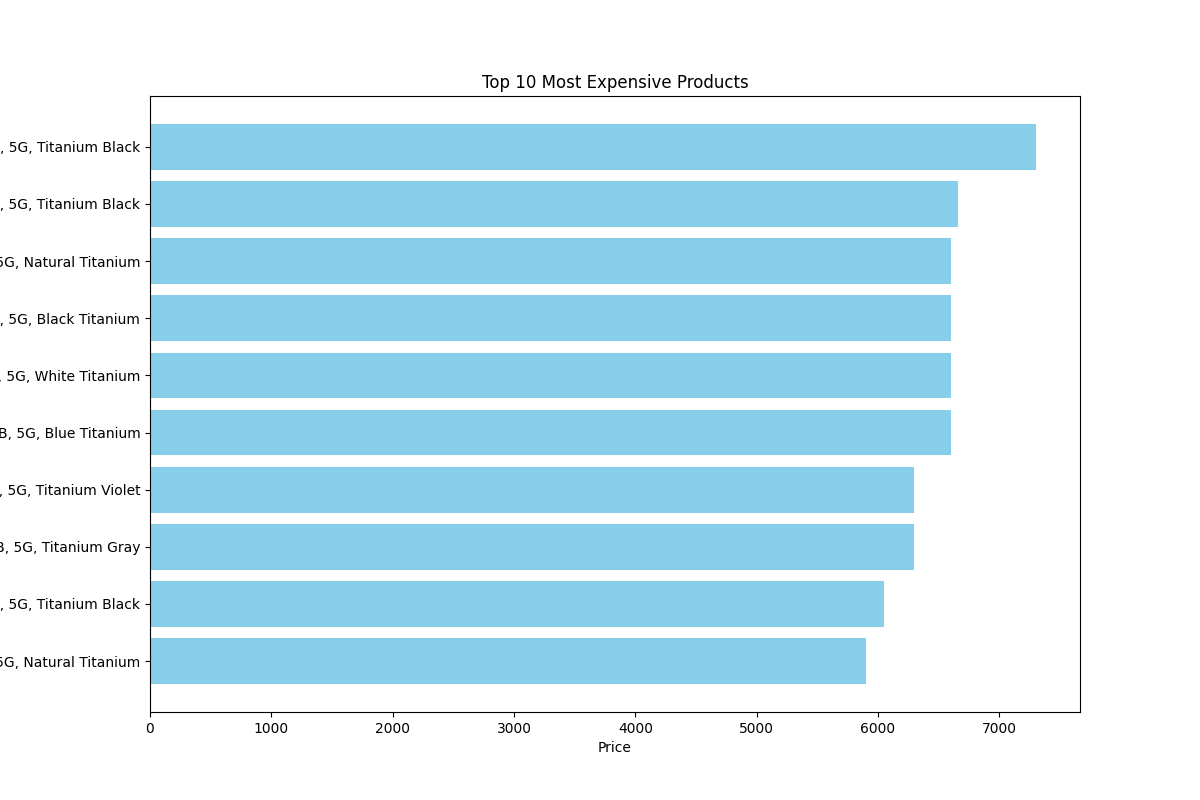 Top 10 Most Expensive Products
, 5G, Titanium Black
, 5G, Titanium Black
5G, Natural Titanium
, 5G, Black Titanium
, 5G, White Titanium
B, 5G, Blue Titanium
, 5G, Titanium Violet
B, 5G, Titanium Gray
, 5G, Titanium Black
5G, Natural Titanium
0 1000 2000 3000 4000 5000 6000 7000
Price